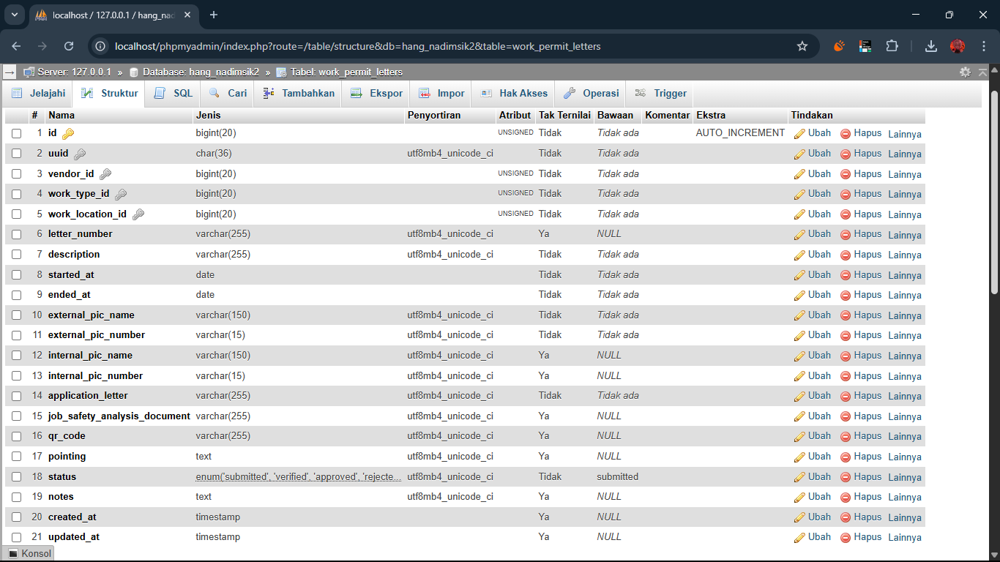 localhost / 127.0.0.1 / hang_nad
localhost/phpmyadmin/index.php?route=/table/structure&db=hang_nadimsik2&table=work_permit_letters
Server: 127.0.0.1 » Database: hang_nadimsik2 » Tabel: work_permit_letters
Jelajahi Struktur SQL Cari Tambahkan Ekspor Impor Hak Akses Operasi Trigger
# Nama Jenis Penyortiran Atribut Tak Ternilai Bawaan Komentar Ekstra Tindakan
1 id bigint(20) UNSIGNED Tidak Tidak ada AUTO_INCREMENT Ubah Hapus Lainnya
2 uuid char(36) utf8mb4_unicode_ci Tidak Tidak ada Ubah Hapus Lainnya
3 vendor_id bigint(20) UNSIGNED Tidak Tidak ada Ubah Hapus Lainnya
4 work_type_id bigint(20) UNSIGNED Tidak Tidak ada Ubah Hapus Lainnya
5 work_location_id bigint(20) UNSIGNED Tidak Tidak ada Ubah Hapus Lainnya
6 letter_number varchar(255) utf8mb4_unicode_ci Ya NULL Ubah Hapus Lainnya
7 description varchar(255) utf8mb4_unicode_ci Tidak Tidak ada Ubah Hapus Lainnya
8 started_at date Tidak Tidak ada Ubah Hapus Lainnya
9 ended_at date Tidak Tidak ada Ubah Hapus Lainnya
10 external_pic_name varchar(150) utf8mb4_unicode_ci Tidak Tidak ada Ubah Hapus Lainnya
11 external_pic_number varchar(15) utf8mb4_unicode_ci Tidak Tidak ada Ubah Hapus Lainnya
12 internal_pic_name varchar(150) utf8mb4_unicode_ci Ya NULL Ubah Hapus Lainnya
13 internal_pic_number varchar(15) utf8mb4_unicode_ci Ya NULL Ubah Hapus Lainnya
14 application_letter varchar(255) utf8mb4_unicode_ci Tidak Tidak ada Ubah Hapus Lainnya
15 job_safety_analysis_document varchar(255) utf8mb4_unicode_ci Ya NULL Ubah Hapus Lainnya
16 qr_code varchar(255) utf8mb4_unicode_ci Ya NULL Ubah Hapus Lainnya
17 pointing text utf8mb4_unicode_ci Ya NULL Ubah Hapus Lainnya
18 status enum('submitted', 'verified', 'approved', 'rejecte... utf8mb4_unicode_ci Tidak submitted Ubah Hapus Lainnya
19 notes text utf8mb4_unicode_ci Ya NULL Ubah Hapus Lainnya
20 created_at timestamp Ya NULL Ubah Hapus Lainnya
21 updated_at timestamp Ya NULL Ubah Hapus Lainnya
Konsol